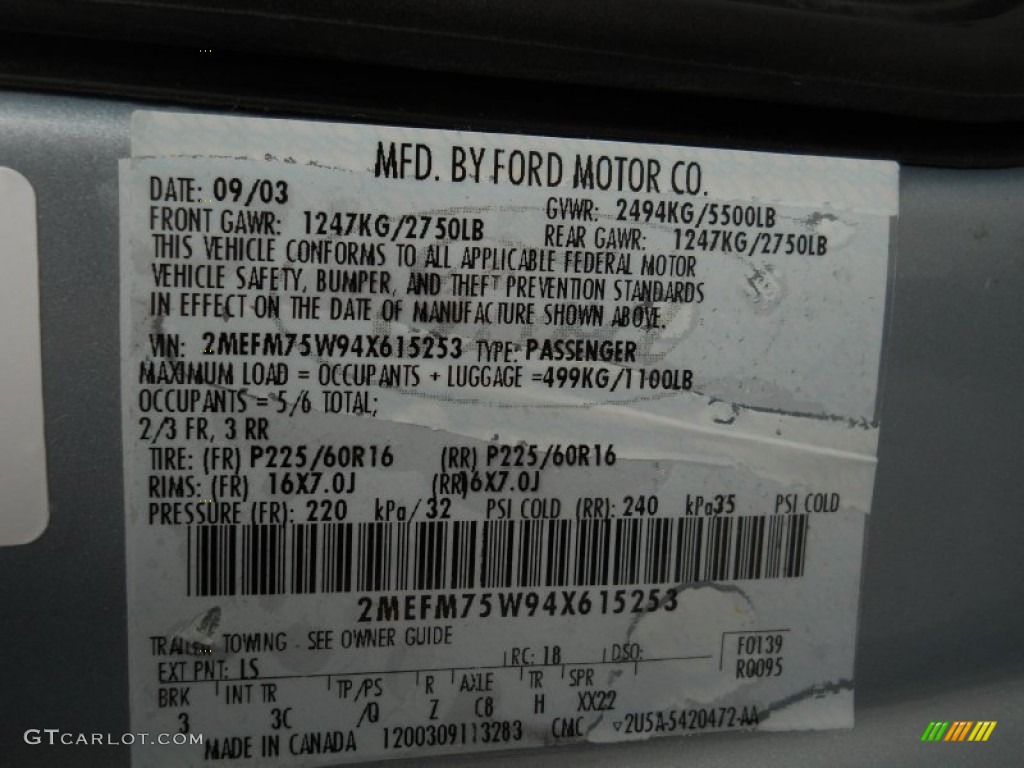 MFD. BY FORD MOTOR CO.
DATE: 09/03 GVWR: 2494KG/5500LB
FRONT GAWR: 1247KG/2750LB REAR GAWR: 1247KG/2750LB
THIS VEHICLE CONFORMS TO ALL APPLICABLE FEDERAL MOTOR
VEHICLE SAFETY, BUMPER, AND THEFT PREVENTION STANDARDS
IN EFFECT ON THE DATE OF MANUFACTURE SHOWN ABOVE.
VIN: 2MEFM75W94X615253 TYPE: PASSENGER
MAXIMUM LOAD = OCCUPANTS + LUGGAGE =499KG/1100LB
OCCUPANTS = 5/6 TOTAL;
2/3 FR, 3 RR
TIRE: (FR) P225/60R16 (RR) P225/60R16
RIMS: (FR) 16X7.0J (RR)16X7.0J
PRESSURE (FR): 220 kPa/32 PSI COLD (RR): 240 kPa35 PSI COLD
2MEFM75W94X615253
TRAILER TOWING - SEE OWNER GUIDE
EXT PNT: LS RC: 18 DSO: F0139
R0095
BRK INT TR TP/PS R AXLE TR SPR
3 3C /Q Z C8 H XX22
MADE IN CANADA 1200309113283 CMC ▽2U5A-5420472-AA
GTCARLOT.COM